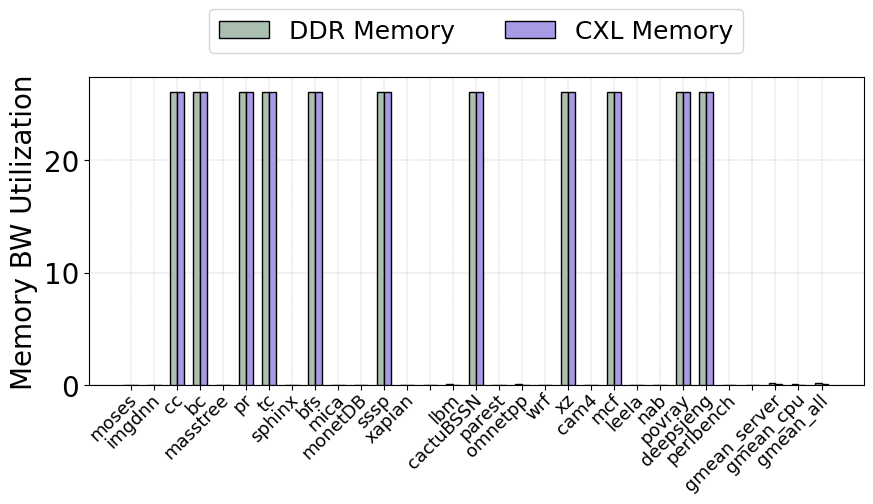 DDR Memory
CXL Memory
Memory BW Utilization
20
10
0
moses
imgdnn
cc
bc
masstree
pr
tc
sphinx
bfs
mica
monetDB
sssp
xapian
lbm
cactuBSSN
parest
omnetpp
wrf
xz
cam4
mcf
leela
nab
povray
deepsjeng
perlbench
gmean_server
gmean_cpu
gmean_all